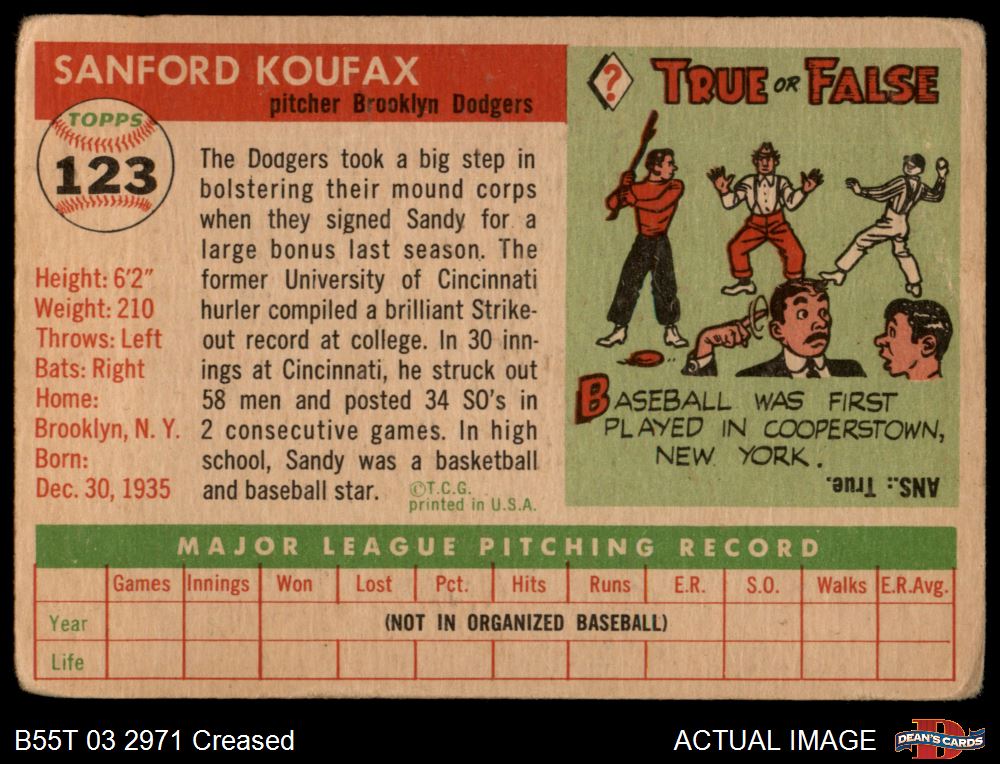 SANFORD KOUFAX
pitcher Brooklyn Dodgers
TOPPS
123
Height: 6'2"
Weight: 210
Throws: Left
Bats: Right
Home:
Brooklyn, N. Y.
Born:
Dec. 30, 1935
The Dodgers took a big step in
bolstering their mound corps
when they signed Sandy for a
large bonus last season. The
former University of Cincinnati
hurler compiled a brilliant Strike-
out record at college. In 30 inn-
ings at Cincinnati, he struck out
58 men and posted 34 SO's in
2 consecutive games. In high
school, Sandy was a basketball
and baseball star.
©T.C.G.
printed in U.S.A.
?
TRUE OR FALSE
BASEBALL WAS FIRST
PLAYED IN COOPERSTOWN,
NEW YORK.
ANS.: True.
MAJOR LEAGUE PITCHING RECORD
Games Innings Won Lost Pct. Hits Runs E.R. S.O. Walks E.R.Avg.
Year (NOT IN ORGANIZED BASEBALL)
Life
B55T 03 2971 Creased
ACTUAL IMAGE
DEAN'S CARDS